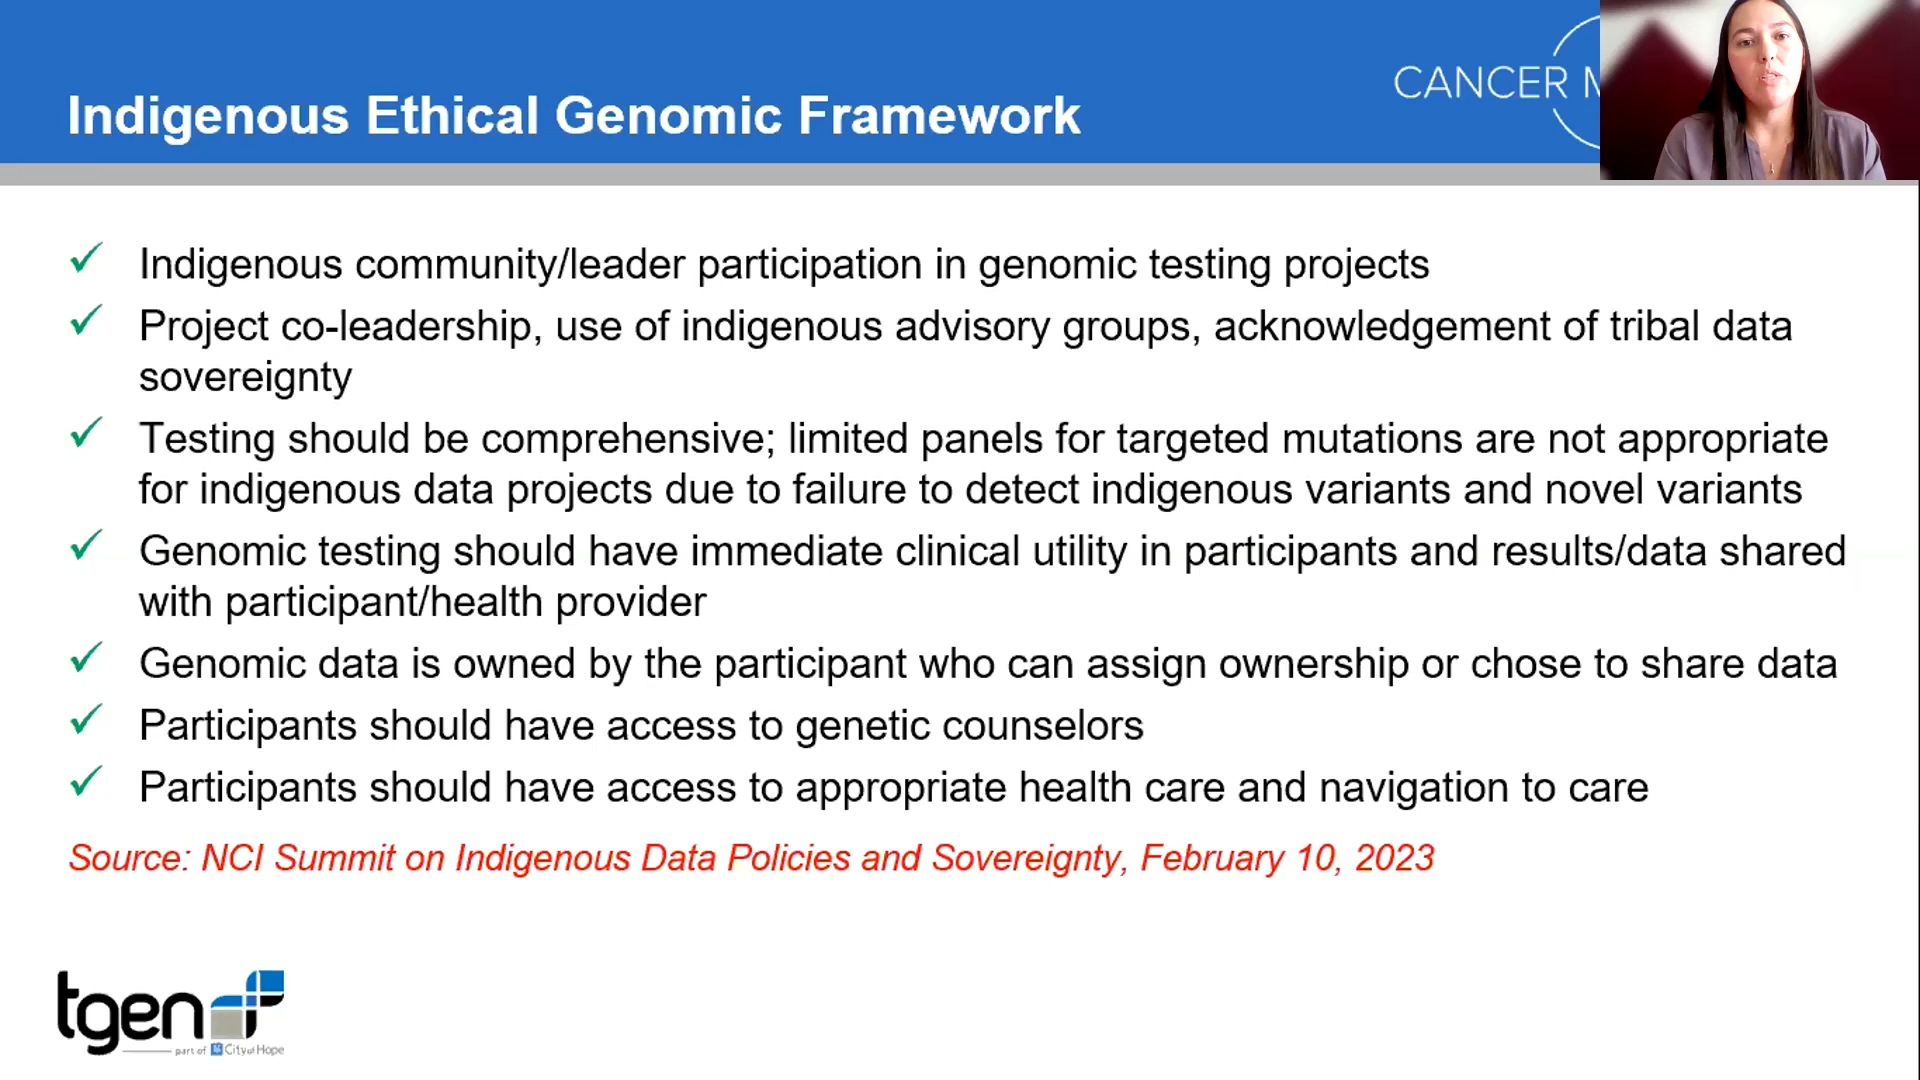 CANCER M
Indigenous Ethical Genomic Framework
Indigenous community/leader participation in genomic testing projects
Project co-leadership, use of indigenous advisory groups, acknowledgement of tribal data
sovereignty
Testing should be comprehensive; limited panels for targeted mutations are not appropriate
for indigenous data projects due to failure to detect indigenous variants and novel variants
Genomic testing should have immediate clinical utility in participants and results/data shared
with participant/health provider
Genomic data is owned by the participant who can assign ownership or chose to share data
Participants should have access to genetic counselors
Participants should have access to appropriate health care and navigation to care
Source: NCI Summit on Indigenous Data Policies and Sovereignty, February 10, 2023
tgen
part of City of Hope